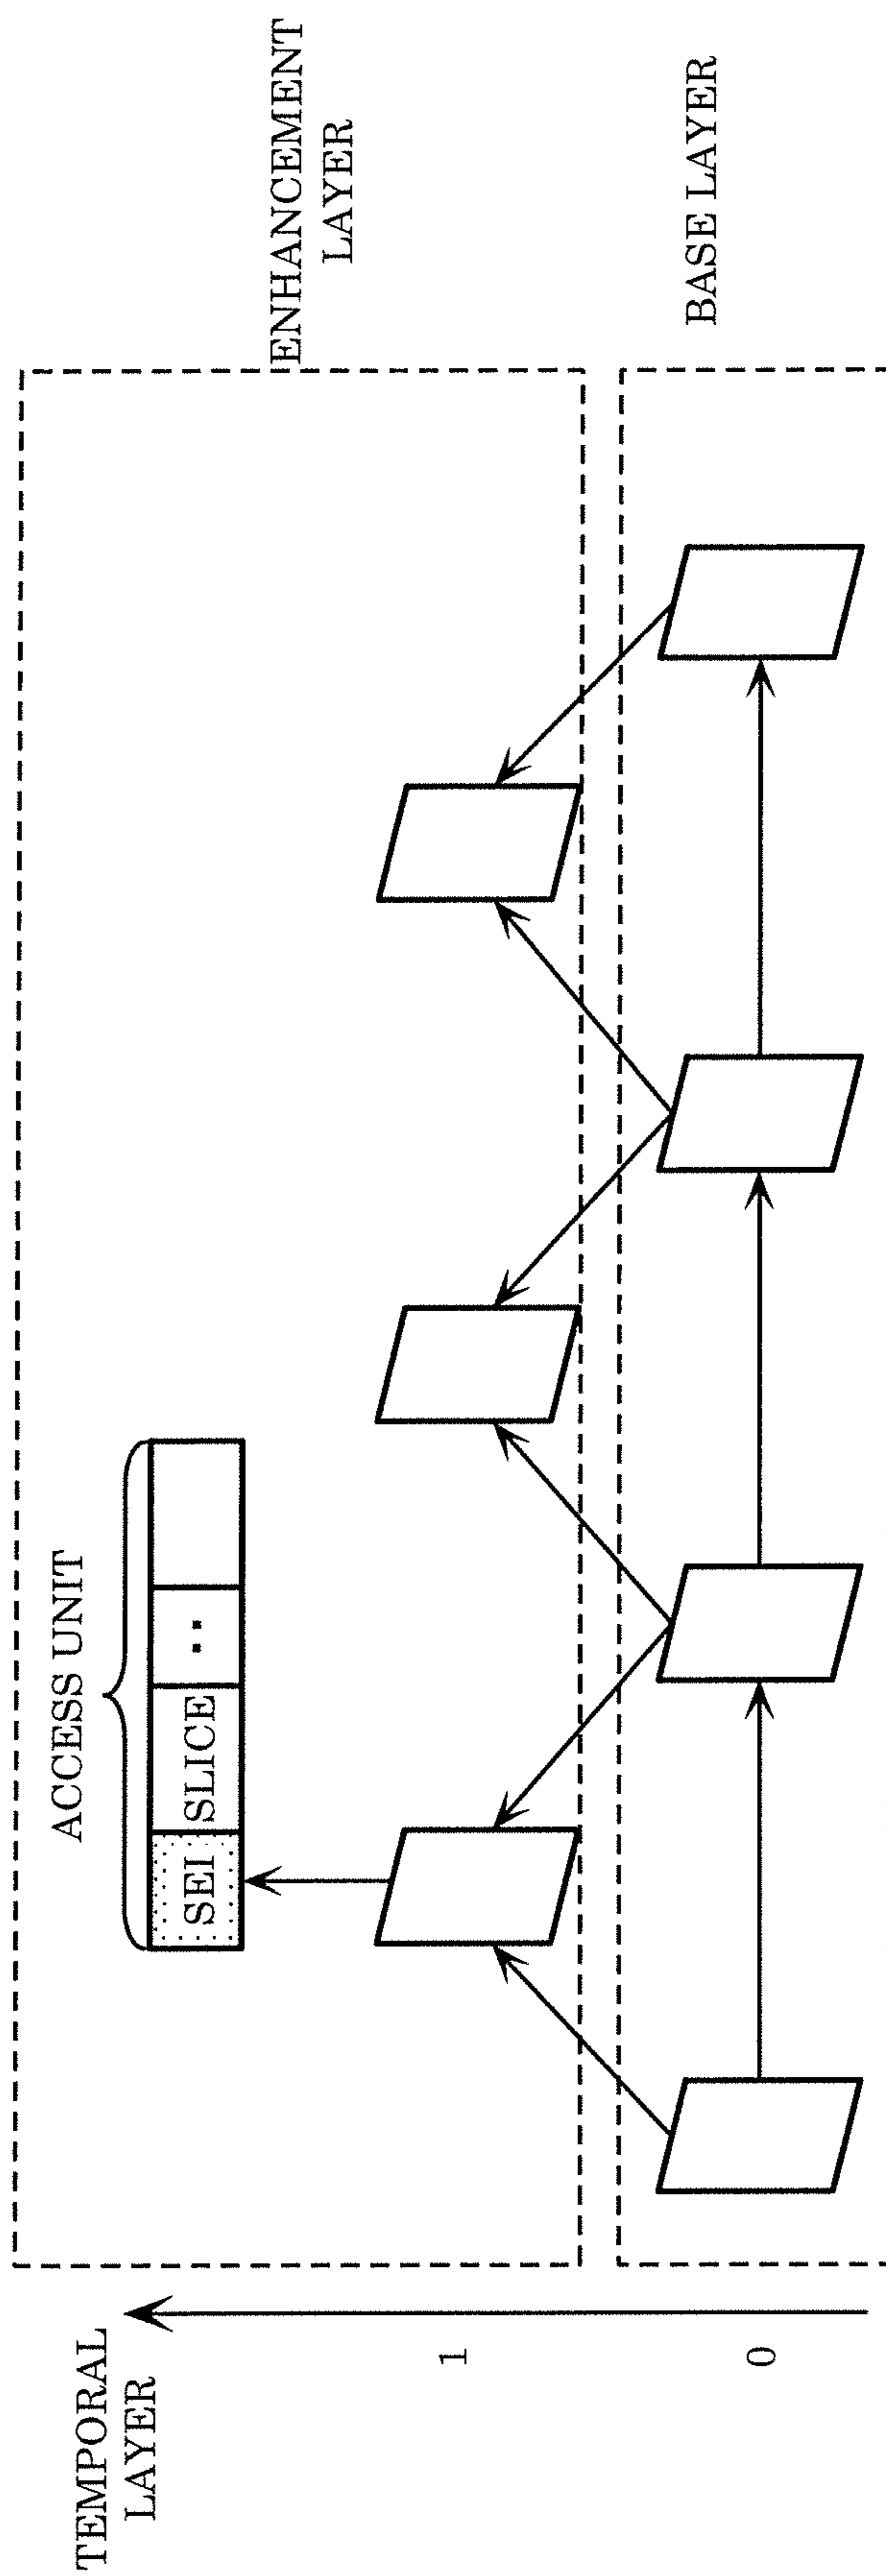 TEMPORAL
LAYER
1
0
ACCESS UNIT
SEI SLICE ..
ENHANCEMENT
LAYER
BASE LAYER